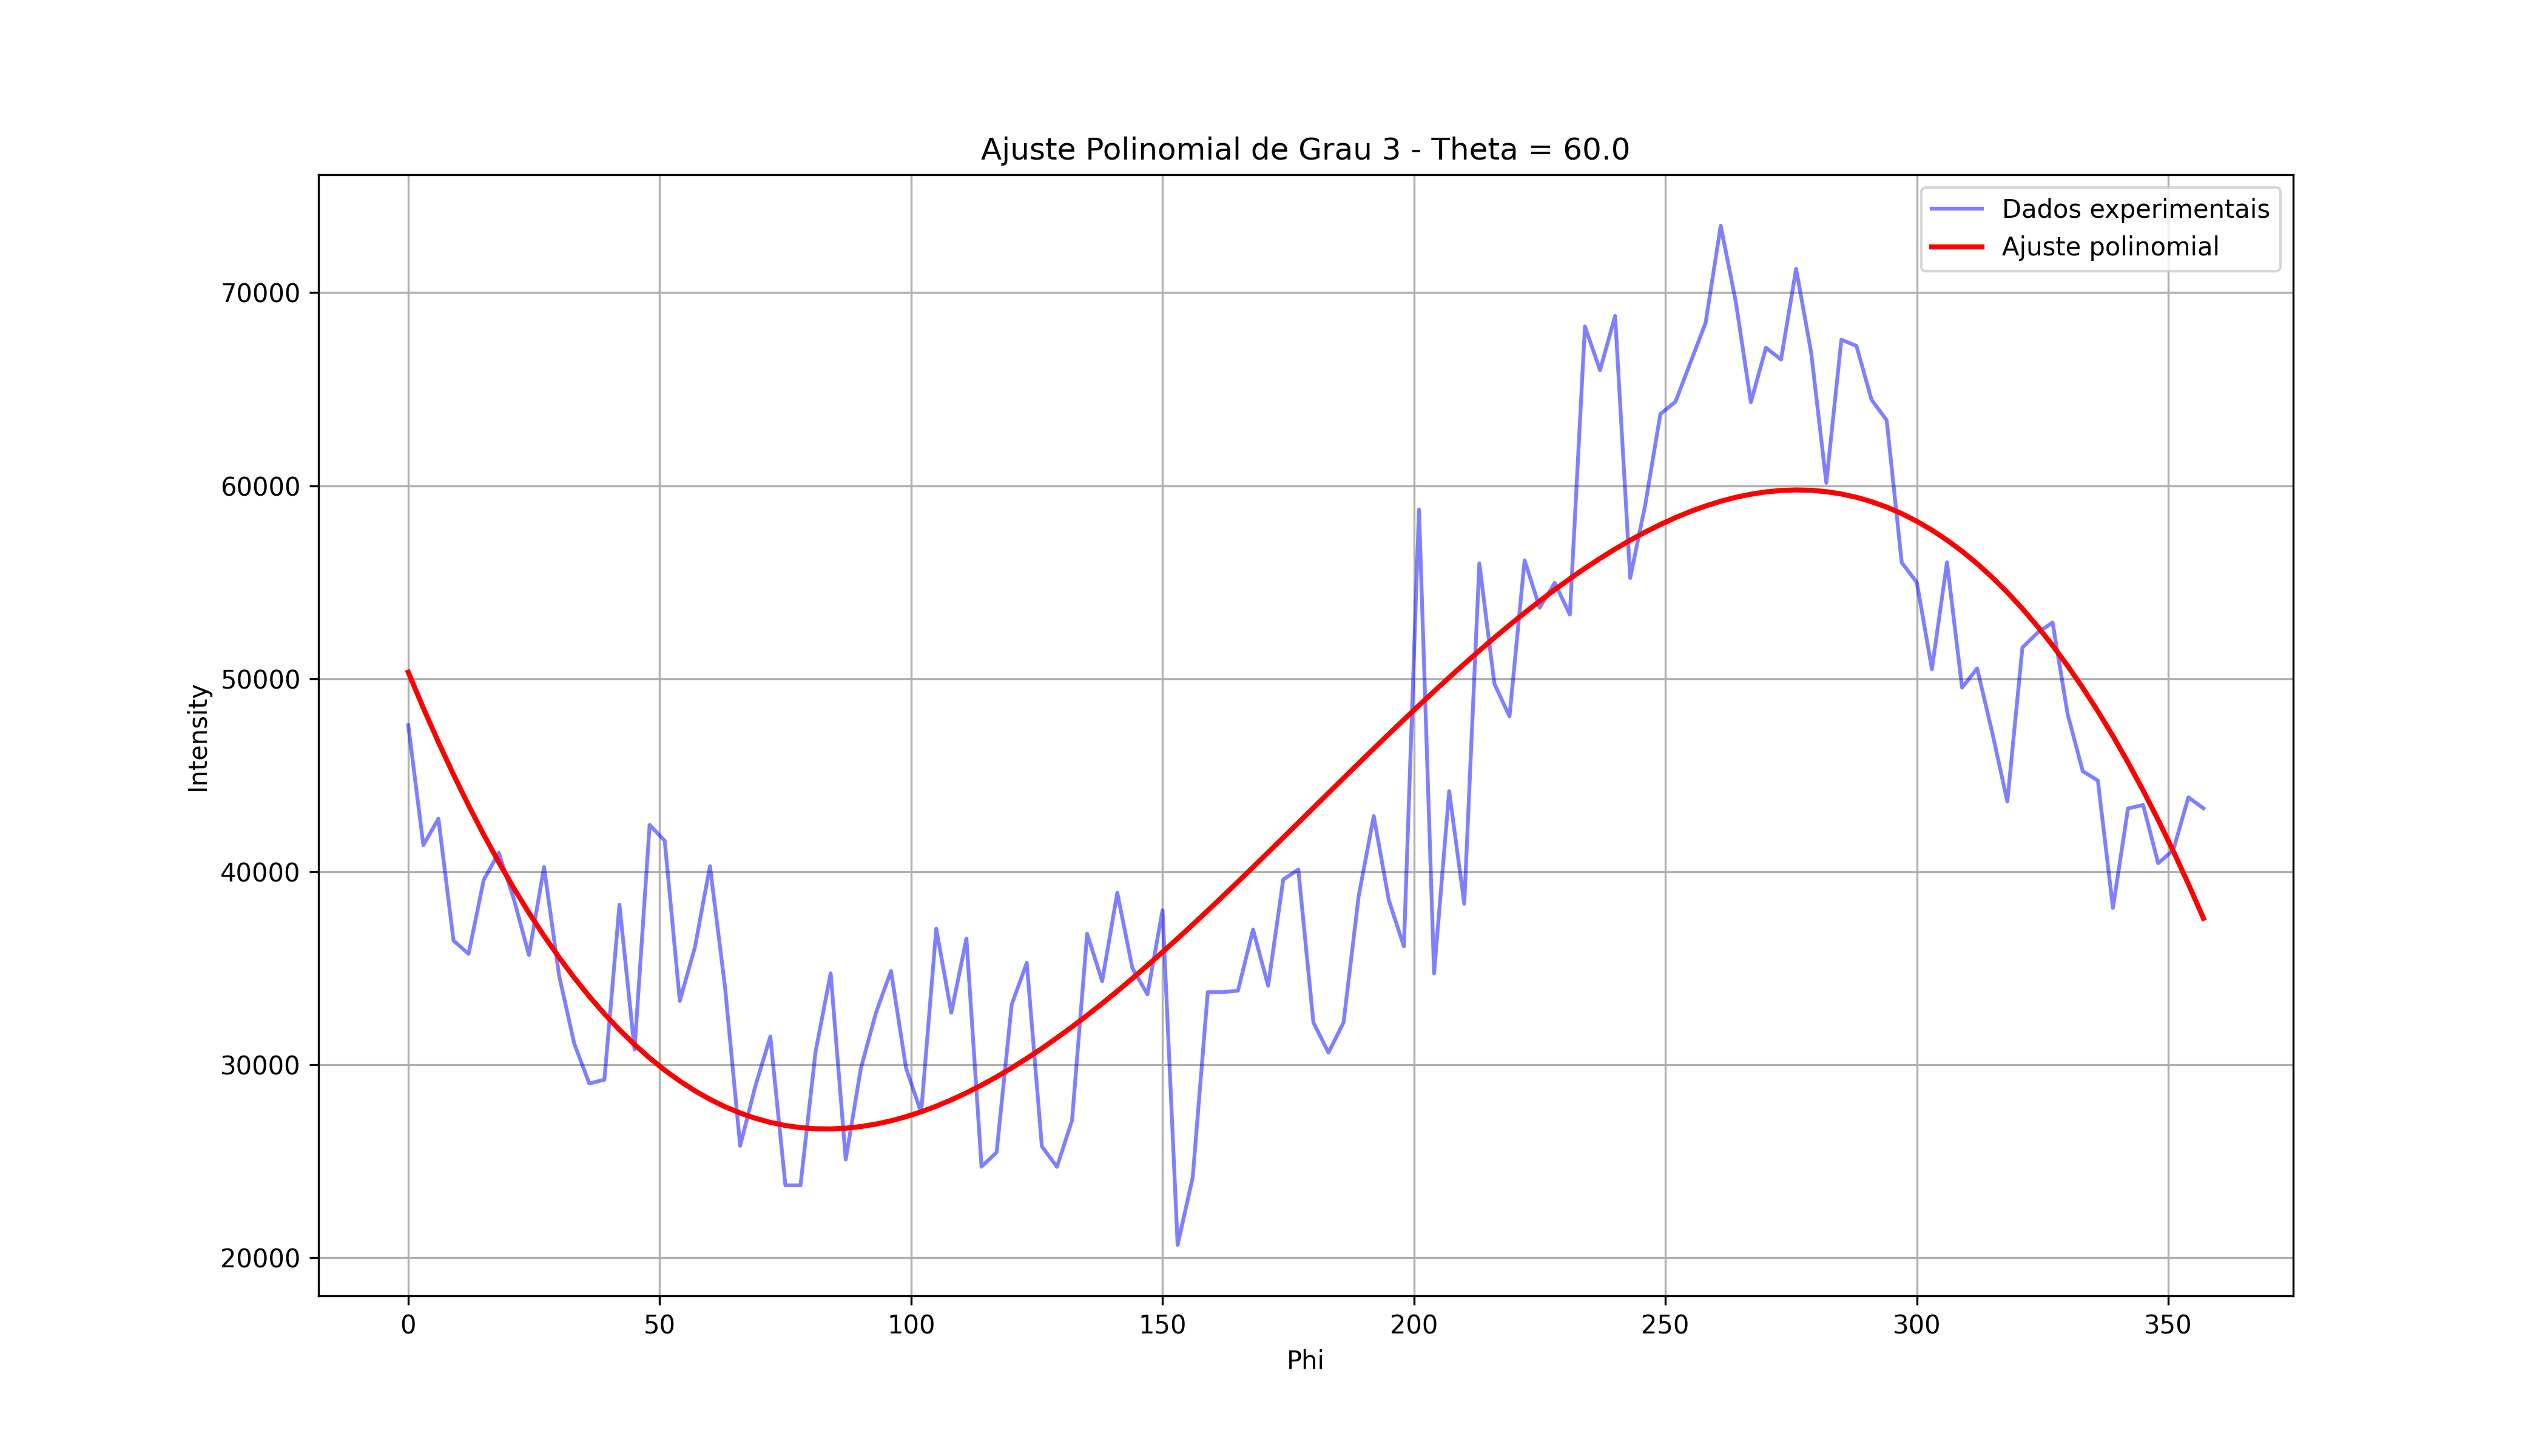 Ajuste Polinomial de Grau 3 - Theta = 60.0
Dados experimentais
Ajuste polinomial
70000
60000
50000
40000
30000
20000
Intensity
0 50 100 150 200 250 300 350
Phi